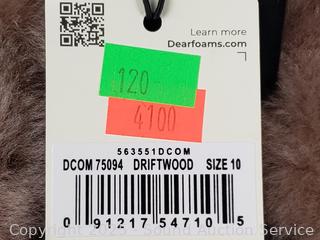 Learn more
Dearfoams.com
120-
4100
563551DCOM
DCOM 75094 DRIFTWOOD SIZE 10
0 91217 54710 5